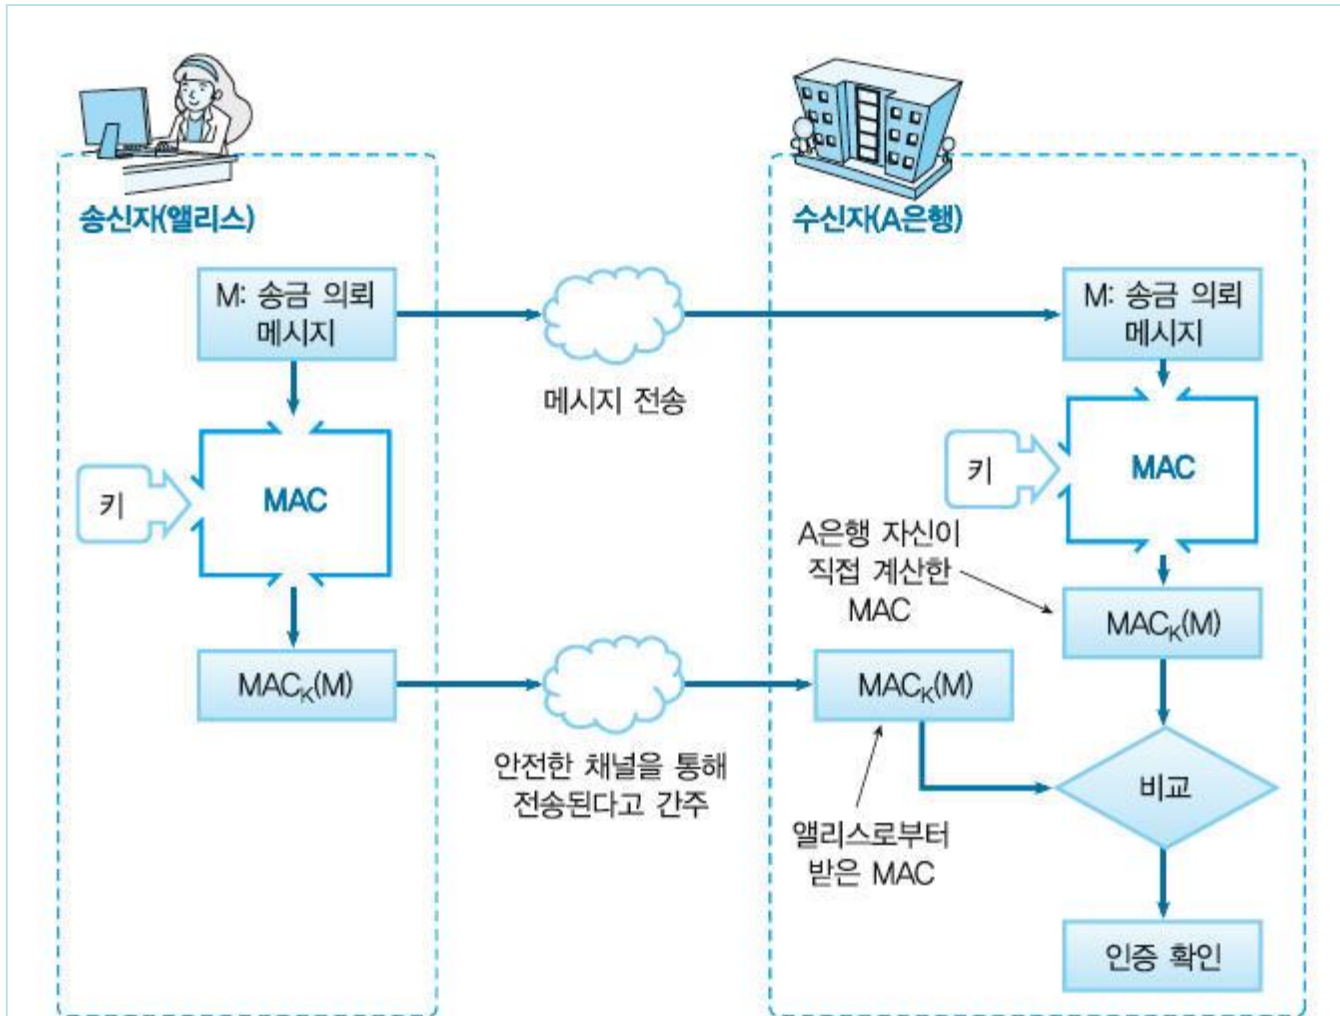 송신자(앨리스)
수신자(A은행)
M: 송금 의뢰
메시지
메시지 전송
M: 송금 의뢰
메시지
키
MAC
키
MAC
A은행 자신이
직접 계산한
MAC
MACK(M)
MACK(M)
안전한 채널을 통해
전송된다고 간주
MACK(M)
앨리스로부터
받은 MAC
비교
인증 확인